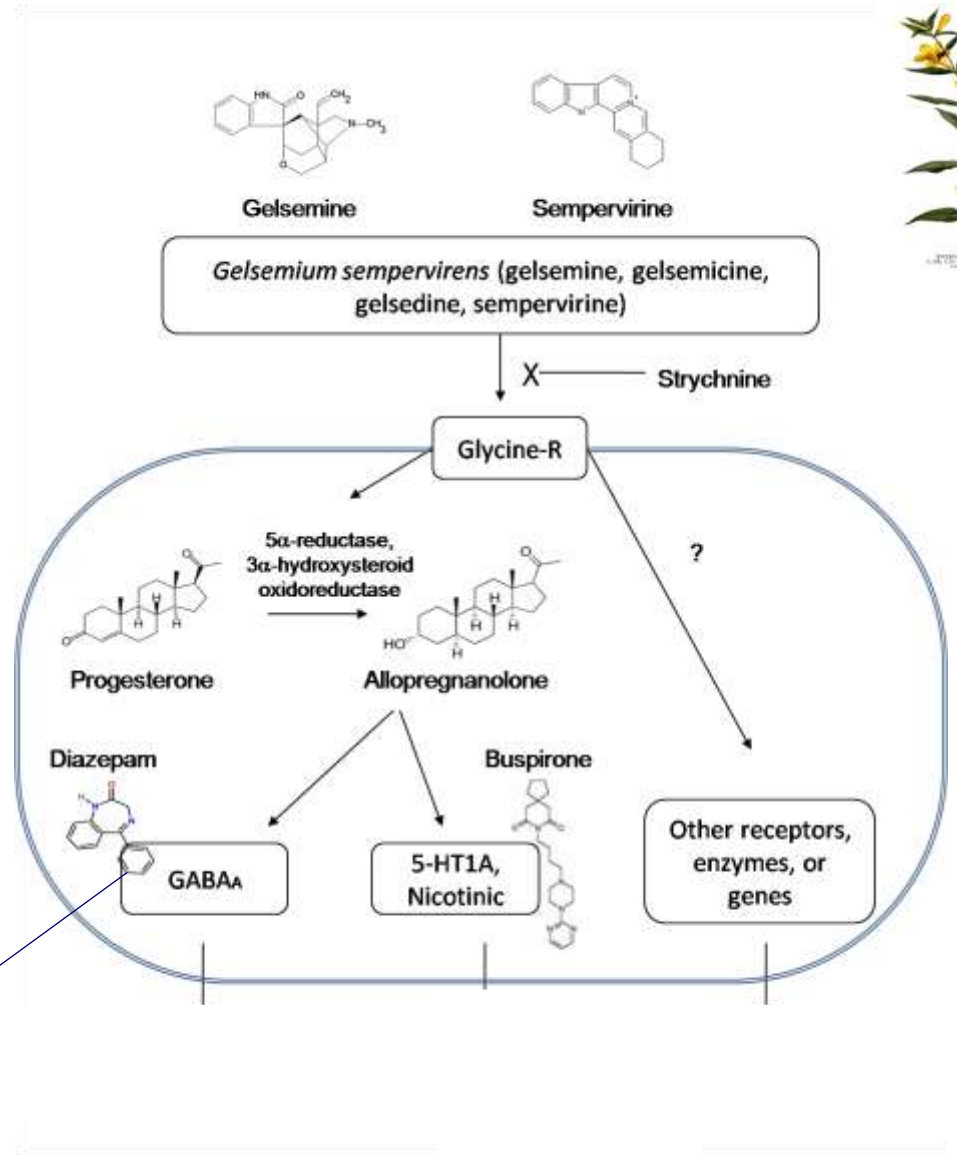 HN
O
CH₂
N
CH₃
O
N
N⁺
Gelsemine
Sempervirine
Gelsemium sempervirens (gelsemine, gelsemicine,
gelsedine, sempervirine)
X
Strychnine
Glycine-R
5α-reductase,
3α-hydroxysteroid
oxidoreductase
?
O
H
H
H
O
O
H
H
H
HO
H
Progesterone
Allopregnanolone
Diazepam
Buspirone
H
N
O
N
GABAA
5-HT1A,
Nicotinic
Other receptors,
enzymes, or
genes